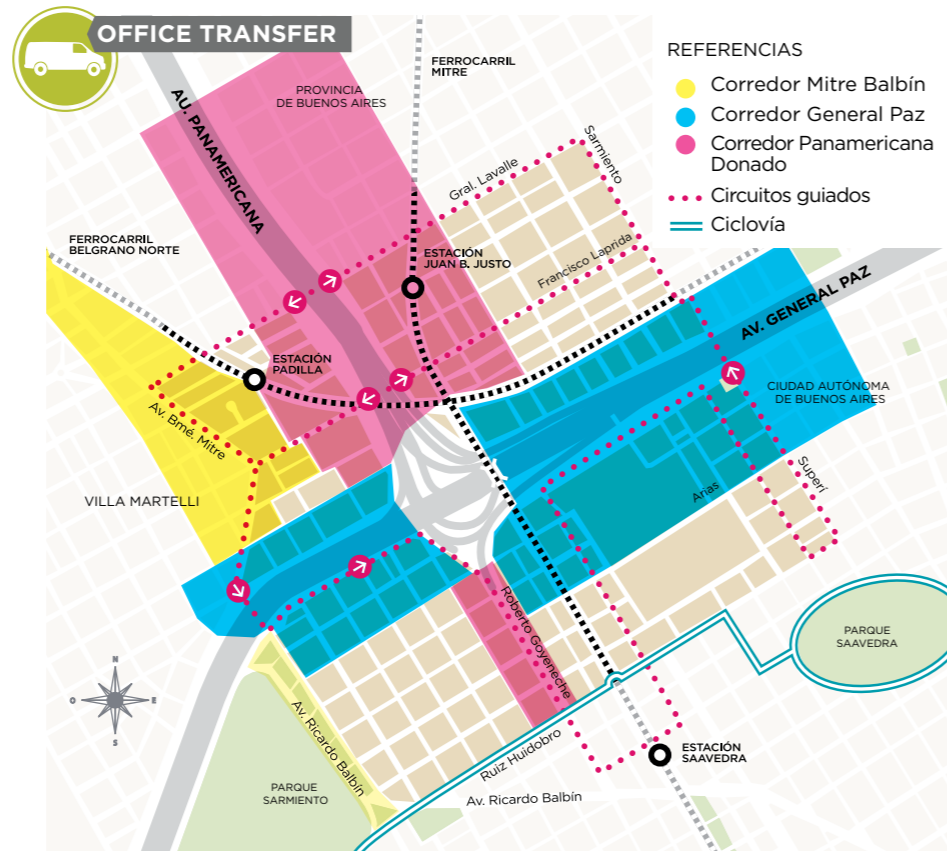 OFFICE TRANSFER
REFERENCIAS
Corredor Mitre Balbín
Corredor General Paz
Corredor Panamericana
Donado
Circuitos guiados
Ciclovía
FERROCARRIL
MITRE
PROVINCIA
DE BUENOS AIRES
AU. PANAMERICANA
Sarmiento
Gral. Lavalle
FERROCARRIL
BELGRANO NORTE
ESTACIÓN
JUAN B. JUSTO
Francisco Laprida
AV. GENERAL PAZ
ESTACIÓN
PADILLA
CIUDAD AUTÓNOMA
DE BUENOS AIRES
Av. Bmé. Mitre
VILLA MARTELLI
Arias
Superí
Roberto Goyeneche
PARQUE
SAAVEDRA
N
O
E
S
Av. Ricardo Balbín
Ruiz Huidobro
ESTACIÓN
SAAVEDRA
PARQUE
SARMIENTO
Av. Ricardo Balbín